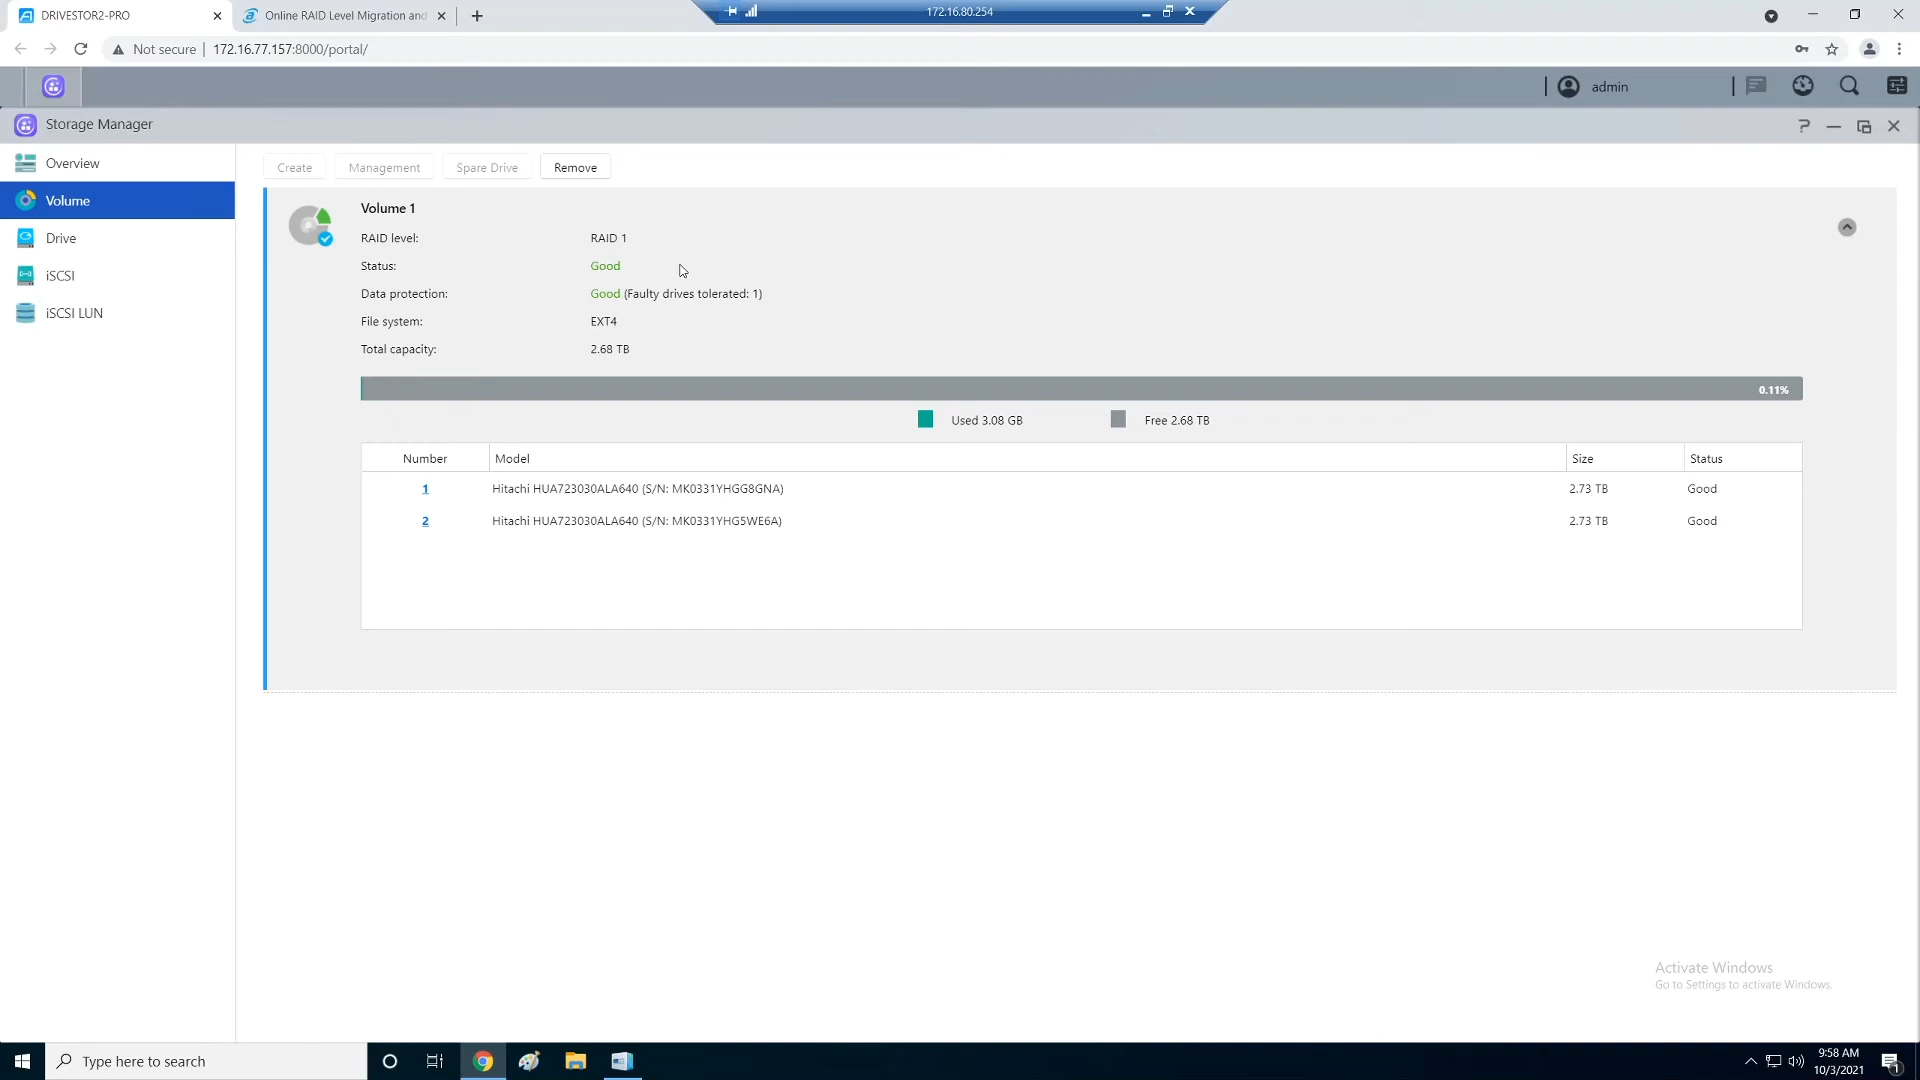 DRIVESTOR2-PRO
Online RAID Level Migration and
172.16.80.254
Not secure
172.16.77.157:8000/portal/
admin
Storage Manager
Overview
Volume
Drive
iSCSI
iSCSI LUN
Create
Management
Spare Drive
Remove
Volume 1
RAID level: RAID 1
Status: Good
Data protection: Good (Faulty drives tolerated: 1)
File system: EXT4
Total capacity: 2.68 TB
0.11%
Used 3.08 GB
Free 2.68 TB
Number Model Size Status
1 Hitachi HUA723030ALA640 (S/N: MK0331YHGG8GNA) 2.73 TB Good
2 Hitachi HUA723030ALA640 (S/N: MK0331YHG5WE6A) 2.73 TB Good
Activate Windows
Go to Settings to activate Windows.
Type here to search
9:58 AM
10/3/2021
1